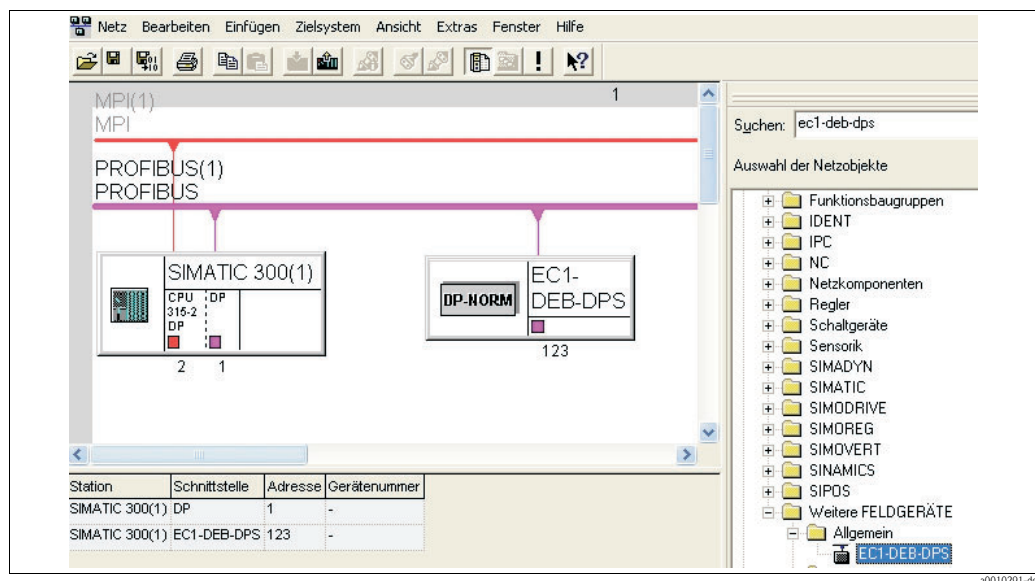 Netz Bearbeiten Einfügen Zielsystem Ansicht Extras Fenster Hilfe
MPI(1)
MPI
1
PROFIBUS(1)
PROFIBUS
SIMATIC 300(1)
CPU
315-2
DP
DP
2 1
DP-NORM
EC1-
DEB-DPS
123
Suchen: ec1-deb-dps
Auswahl der Netzobjekte
Funktionsbaugruppen
IDENT
IPC
NC
Netzkomponenten
Regler
Schaltgeräte
Sensorik
SIMADYN
SIMATIC
SIMODRIVE
SIMOREG
SIMOVERT
SINAMICS
SIPOS
Weitere FELDGERÄTE
Allgemein
EC1-DEB-DPS
Station Schnittstelle Adresse Gerätenummer
SIMATIC 300(1) DP 1 -
SIMATIC 300(1) EC1-DEB-DPS 123 -